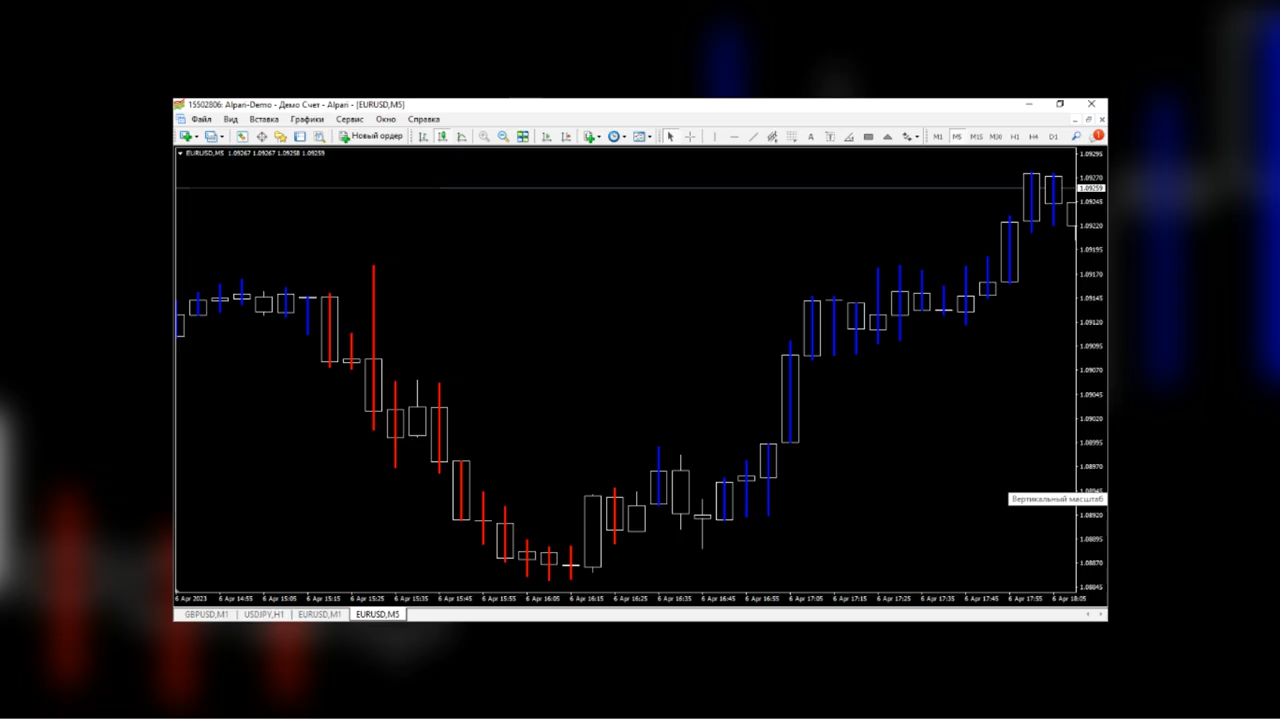 15502806: Alpari-Demo - Демо Счет - Alpari - [EURUSD,M5]
Файл Вид Вставка Графики Сервис Окно Справка
Новый ордер A T M1 M5 M15 M30 H1 H4 D1 1
EURUSD,M5 1.09267 1.09267 1.09258 1.09259
1.09295
1.09270
1.09259
1.09245
1.09220
1.09195
1.09170
1.09145
1.09120
1.09095
1.09070
1.09045
1.09020
1.08995
1.08970
1.08945
Вертикальный масштаб
1.08920
1.08895
1.08870
1.08845
6 Apr 2023 6 Apr 14:55 6 Apr 15:05 6 Apr 15:15 6 Apr 15:25 6 Apr 15:35 6 Apr 15:45 6 Apr 15:55 6 Apr 16:05 6 Apr 16:15 6 Apr 16:25 6 Apr 16:35 6 Apr 16:45 6 Apr 16:55 6 Apr 17:05 6 Apr 17:15 6 Apr 17:25 6 Apr 17:35 6 Apr 17:45 6 Apr 17:55 6 Apr 18:05
GBPUSD,M1 USDJPY,H1 EURUSD,M1 EURUSD,M5